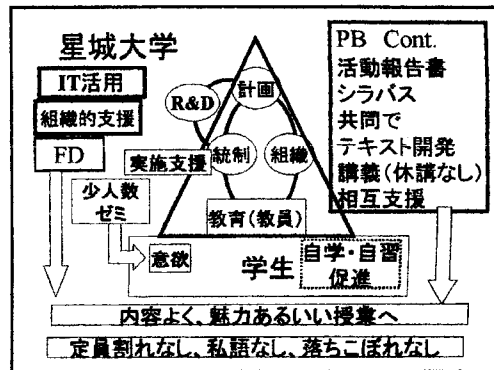 星城大学
IT活用
組織的支援
FD
少人数
ゼミ
意欲
R&D
計画
統制
組織
実施支援
教育(教員)
学生
自学・自習
促進
PB Cont.
活動報告書
シラバス
共同で
テキスト開発
講義(休講なし)
相互支援
内容よく、魅力あるいい授業へ
定員割れなし、私語なし、落ちこぼれなし